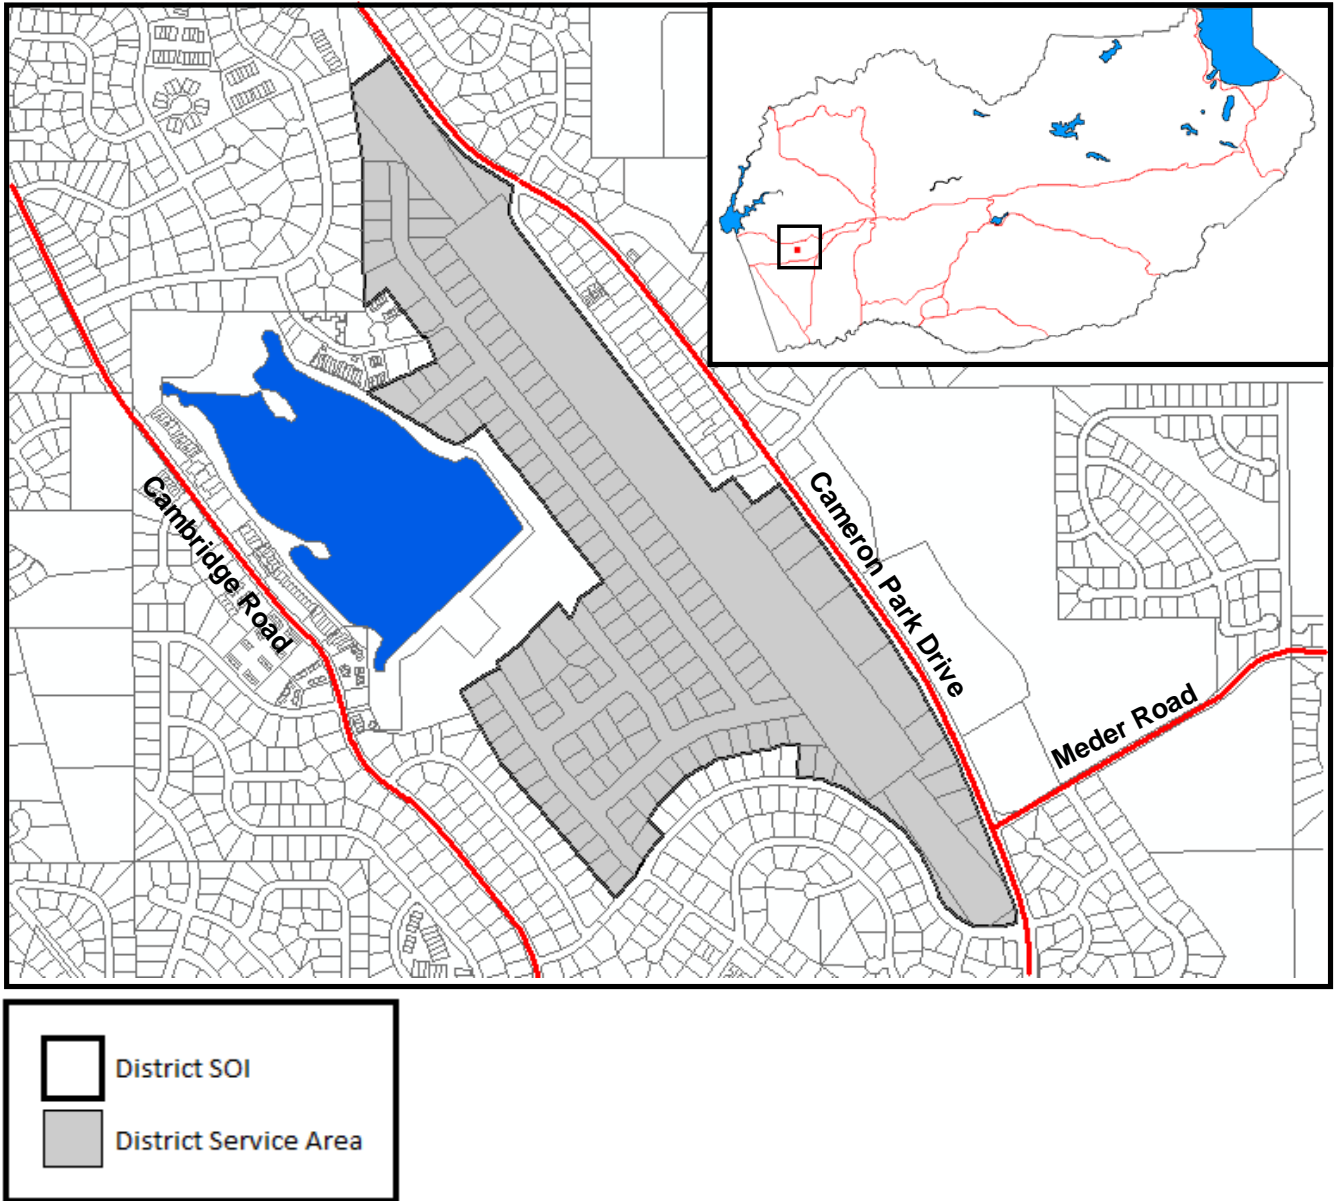 Cambridge Road
Cameron Park Drive
Meder Road
District SOI
District Service Area